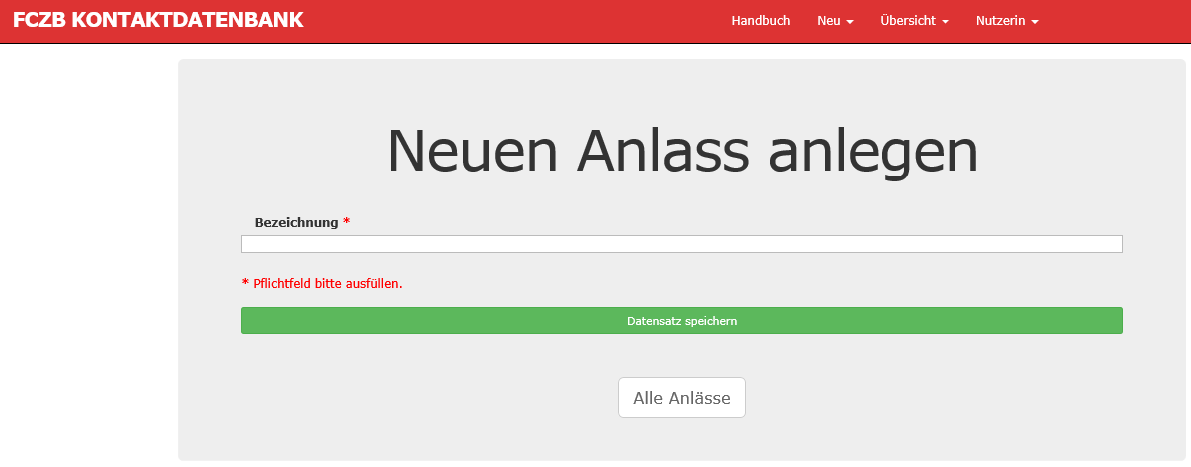 FCZB KONTAKTDATENBANK Handbuch Neu Übersicht Nutzerin
Neuen Anlass anlegen
Bezeichnung *
* Pflichtfeld bitte ausfüllen.
Datensatz speichern
Alle Anlässe